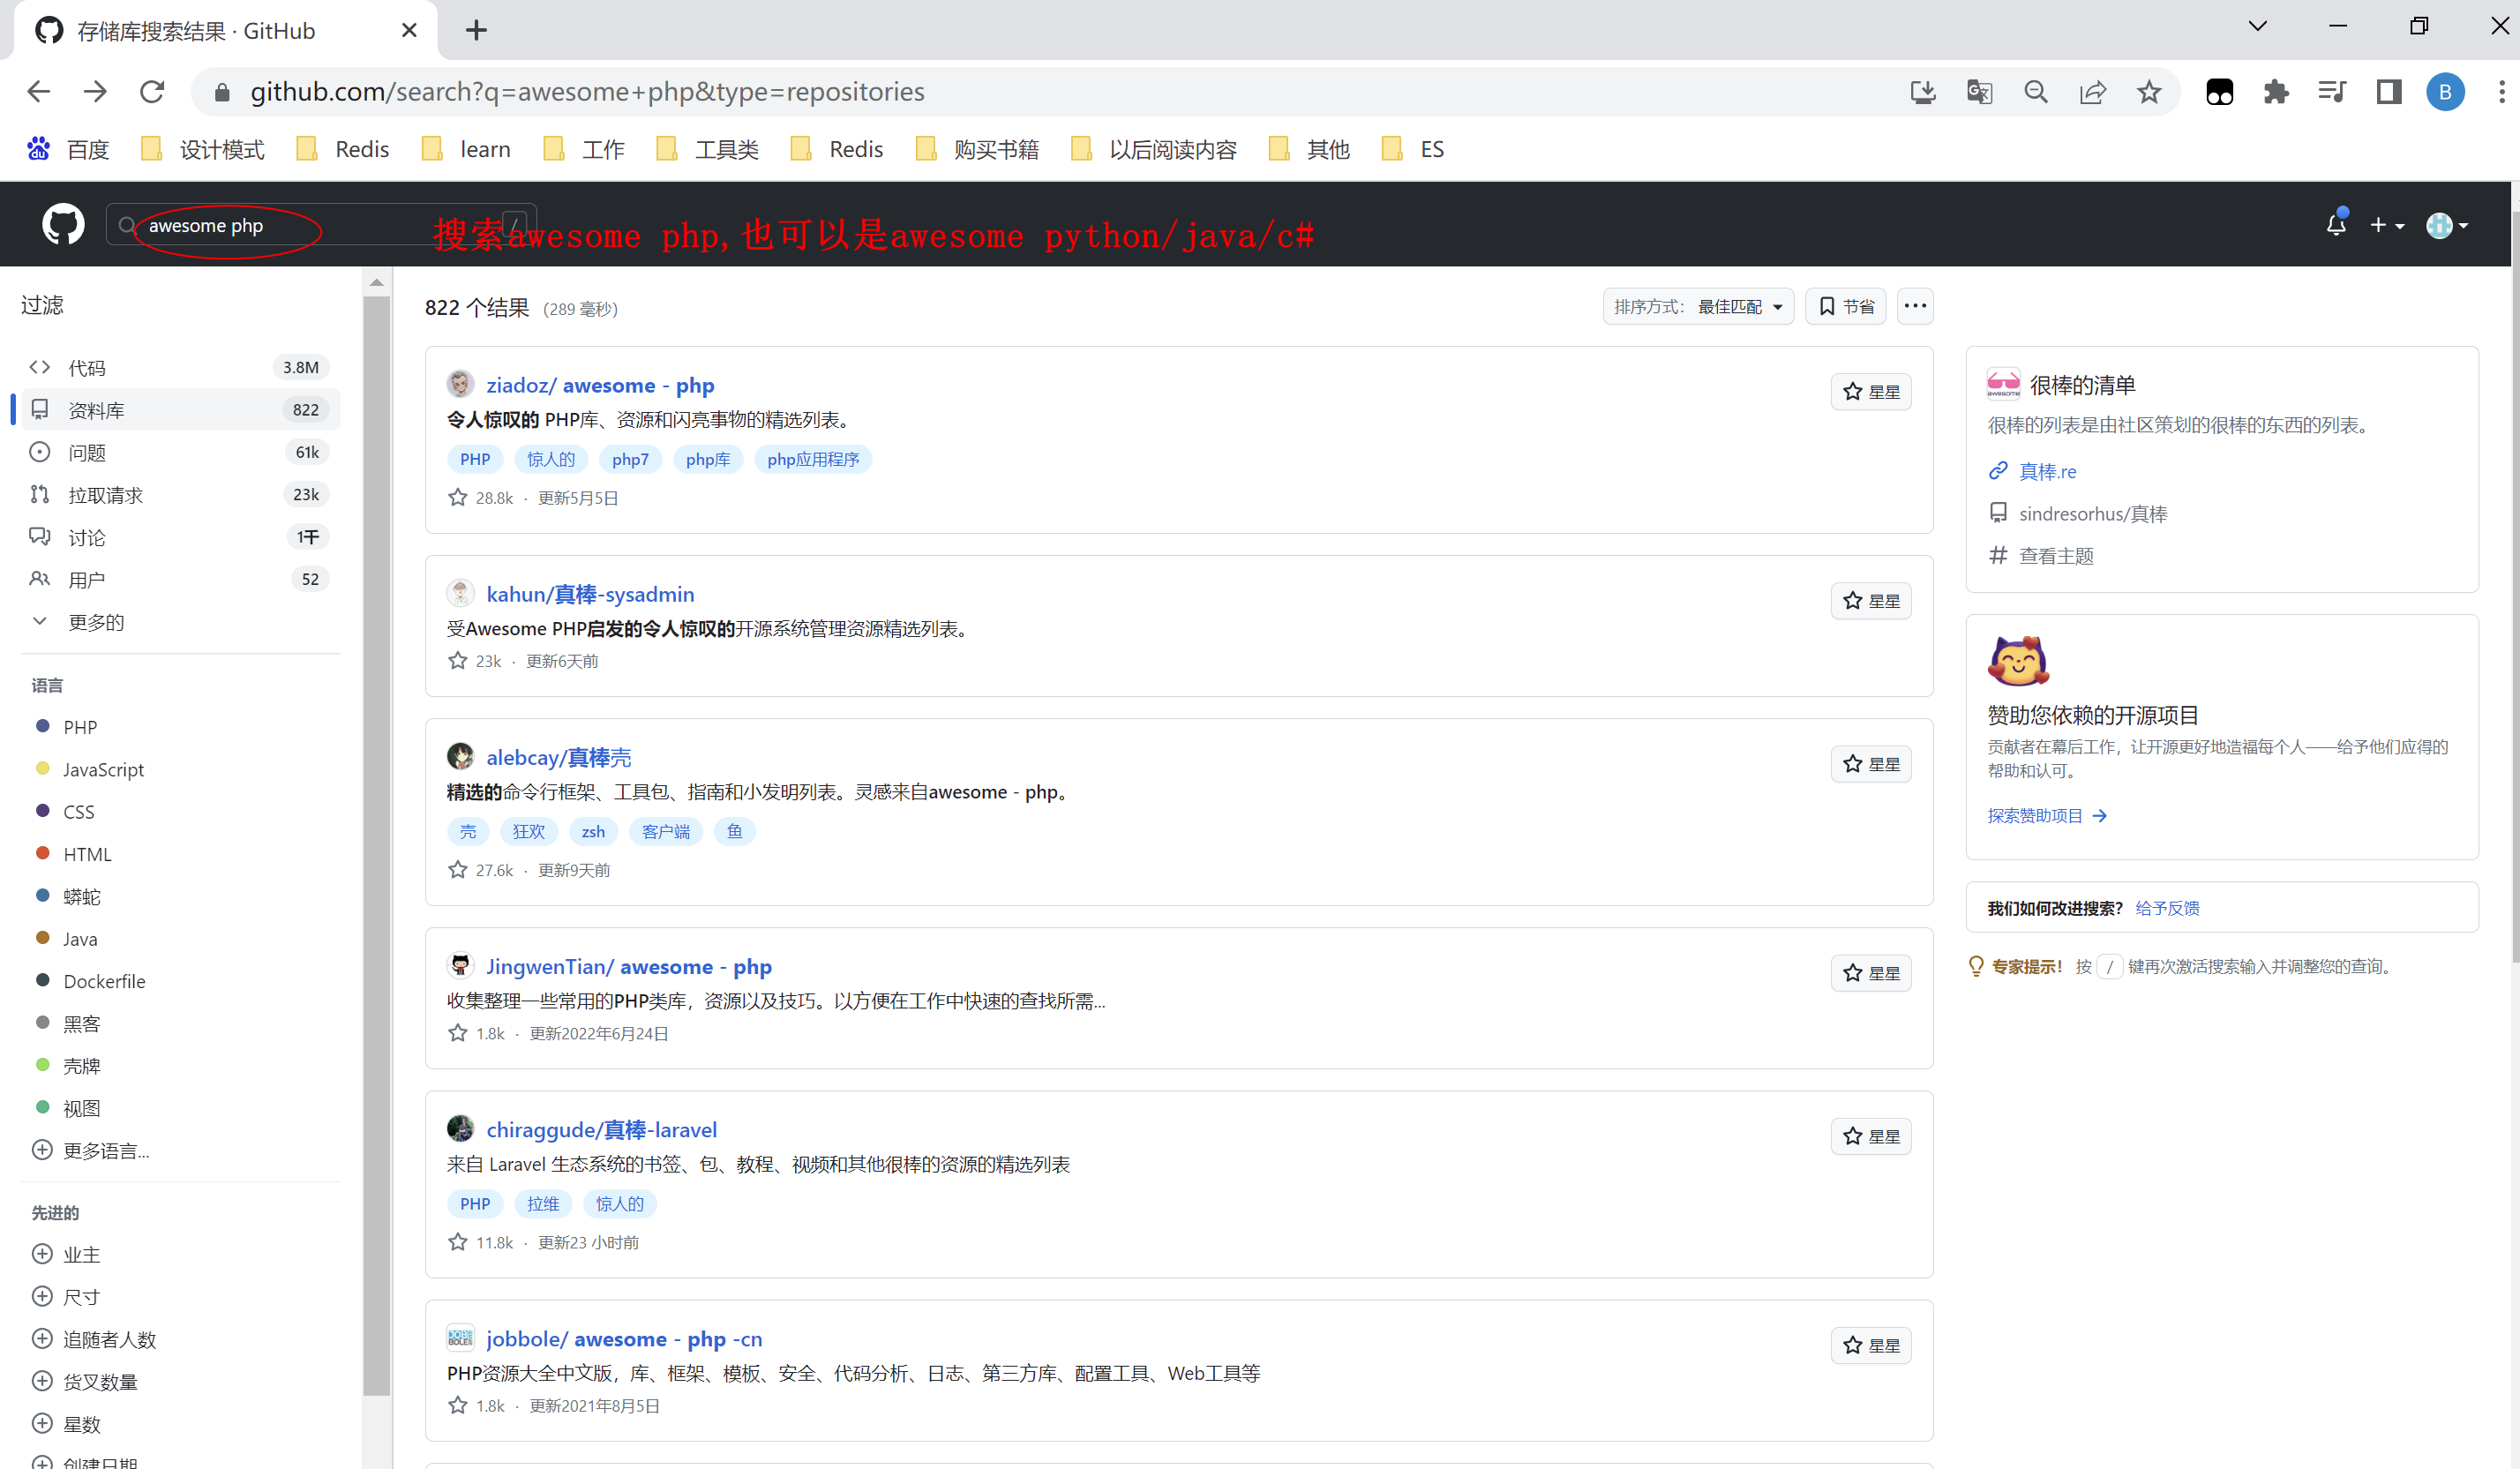 存储库搜索结果 · GitHub
github.com/search?q=awesome+php&type=repositories
B
百度 设计模式 Redis learn 工作 工具类 Redis 购买书籍 以后阅读内容 其他 ES
awesome php
/
搜索awesome php,也可以是awesome python/java/c#
过滤
代码 3.8M
资料库 822
问题 61k
拉取请求 23k
讨论 1千
用户 52
更多的
语言
PHP
JavaScript
CSS
HTML
蟒蛇
Java
Dockerfile
黑客
壳牌
视图
更多语言...
先进的
业主
尺寸
追随者人数
货叉数量
星数
创建日期
822 个结果 (289 毫秒)
排序方式: 最佳匹配
节省
ziadoz/ awesome - php
星星
令人惊叹的 PHP库、资源和闪亮事物的精选列表。
PHP 惊人的 php7 php库 php应用程序
28.8k · 更新5月5日
kahun/真棒-sysadmin
星星
受Awesome PHP启发的令人惊叹的开源系统管理资源精选列表。
23k · 更新6天前
alebcay/真棒壳
星星
精选的命令行框架、工具包、指南和小发明列表。灵感来自awesome - php。
壳 狂欢 zsh 客户端 鱼
27.6k · 更新9天前
JingwenTian/ awesome - php
星星
收集整理一些常用的PHP类库，资源以及技巧。以方便在工作中快速的查找所需...
1.8k · 更新2022年6月24日
chiraggude/真棒-laravel
星星
来自 Laravel 生态系统的书签、包、教程、视频和其他很棒的资源的精选列表
PHP 拉维 惊人的
11.8k · 更新23 小时前
jobbole/ awesome - php -cn
星星
PHP资源大全中文版，库、框架、模板、安全、代码分析、日志、第三方库、配置工具、Web工具等
1.8k · 更新2021年8月5日
很棒的清单
很棒的列表是由社区策划的很棒的东西的列表。
真棒.re
sindresorhus/真棒
查看主题
赞助您依赖的开源项目
贡献者在幕后工作，让开源更好地造福每个人——给予他们应得的
帮助和认可。
探索赞助项目
我们如何改进搜索？ 给予反馈
专家提示！ 按 / 键再次激活搜索输入并调整您的查询。